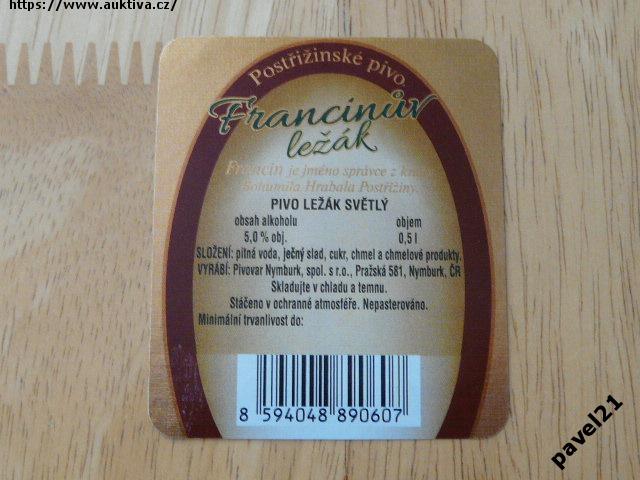 https://www.auktiva.cz/
Postřižinské pivo
Francinův
ležák
Francin je jméno správce z knihy
Bohumila Hrabala Postřižiny.
PIVO LEŽÁK SVĚTLÝ
obsah alkoholu objem
5,0 % obj. 0,5 l
SLOŽENÍ: pitná voda, ječný slad, cukr, chmel a chmelové produkty.
VYRÁBÍ: Pivovar Nymburk, spol. s r.o., Pražská 581, Nymburk, ČR
Skladujte v chladu a temnu.
Stáčeno v ochranné atmosféře. Nepasterováno.
Minimální trvanlivost do:
8 594048 890607
pavel21